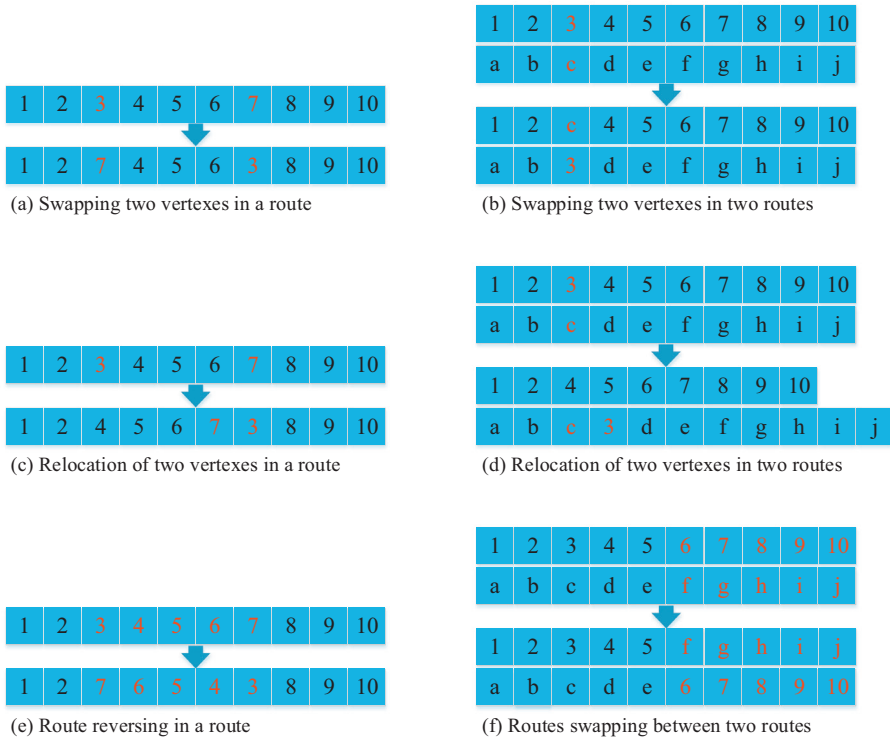 1 2 3 4 5 6 7 8 9 10
1 2 7 4 5 6 3 8 9 10
(a) Swapping two vertexes in a route
1 2 3 4 5 6 7 8 9 10
a b c d e f g h i j
1 2 c 4 5 6 7 8 9 10
a b 3 d e f g h i j
(b) Swapping two vertexes in two routes
1 2 3 4 5 6 7 8 9 10
1 2 4 5 6 7 3 8 9 10
(c) Relocation of two vertexes in a route
1 2 3 4 5 6 7 8 9 10
a b c d e f g h i j
1 2 4 5 6 7 8 9 10
a b c 3 d e f g h i j
(d) Relocation of two vertexes in two routes
1 2 3 4 5 6 7 8 9 10
1 2 7 6 5 4 3 8 9 10
(e) Route reversing in a route
1 2 3 4 5 6 7 8 9 10
a b c d e f g h i j
1 2 3 4 5 f g h i j
a b c d e 6 7 8 9 10
(f) Routes swapping between two routes